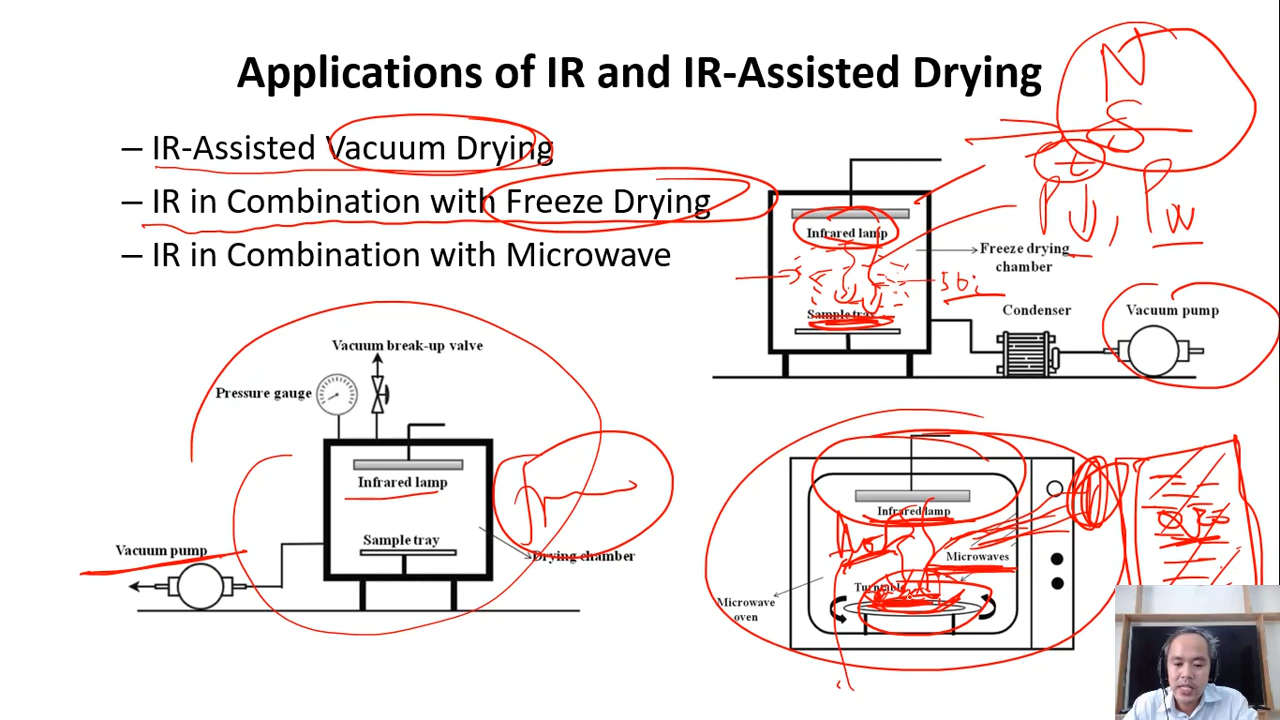 Applications of IR and IR-Assisted Drying
– IR-Assisted Vacuum Drying
– IR in Combination with Freeze Drying
– IR in Combination with Microwave
N
S
t
P
P
Infrared lamp
Freeze drying
chamber
Sample tray
Condenser
Vacuum pump
Vacuum break-up valve
Pressure gauge
Infrared lamp
Sample tray
Vacuum pump
Drying chamber
Infrared lamp
Microwaves
Turntable
Microwave
oven